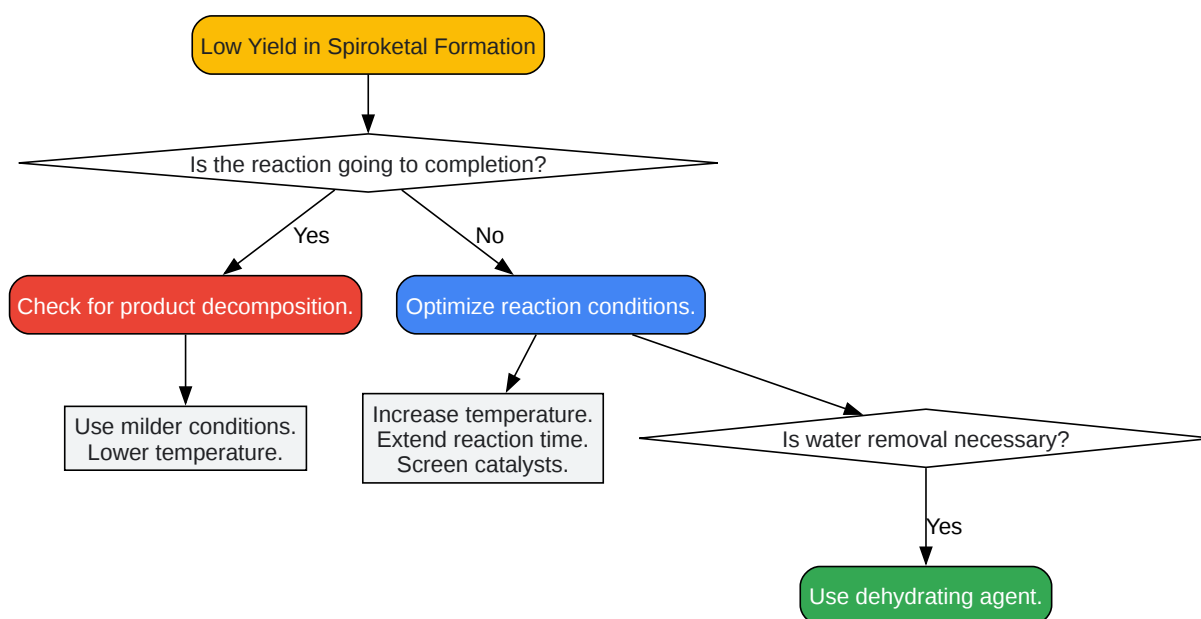 Low Yield in Spiroketal Formation
Is the reaction going to completion?
Yes
No
Check for product decomposition.
Optimize reaction conditions.
Use milder conditions.
Lower temperature.
Increase temperature.
Extend reaction time.
Screen catalysts.
Is water removal necessary?
Yes
Use dehydrating agent.